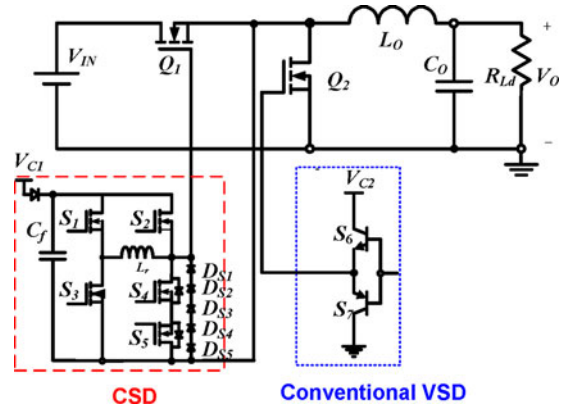 V_IN
Q_1
L_O
Q_2
C_O
R_Ld
V_O
+
−
V_C1
C_f
S_1
S_2
L_r
S_3
S_4
S_5
D_S1
D_S2
D_S3
D_S4
D_S5
V_C2
S_6
S_7
CSD
Conventional VSD